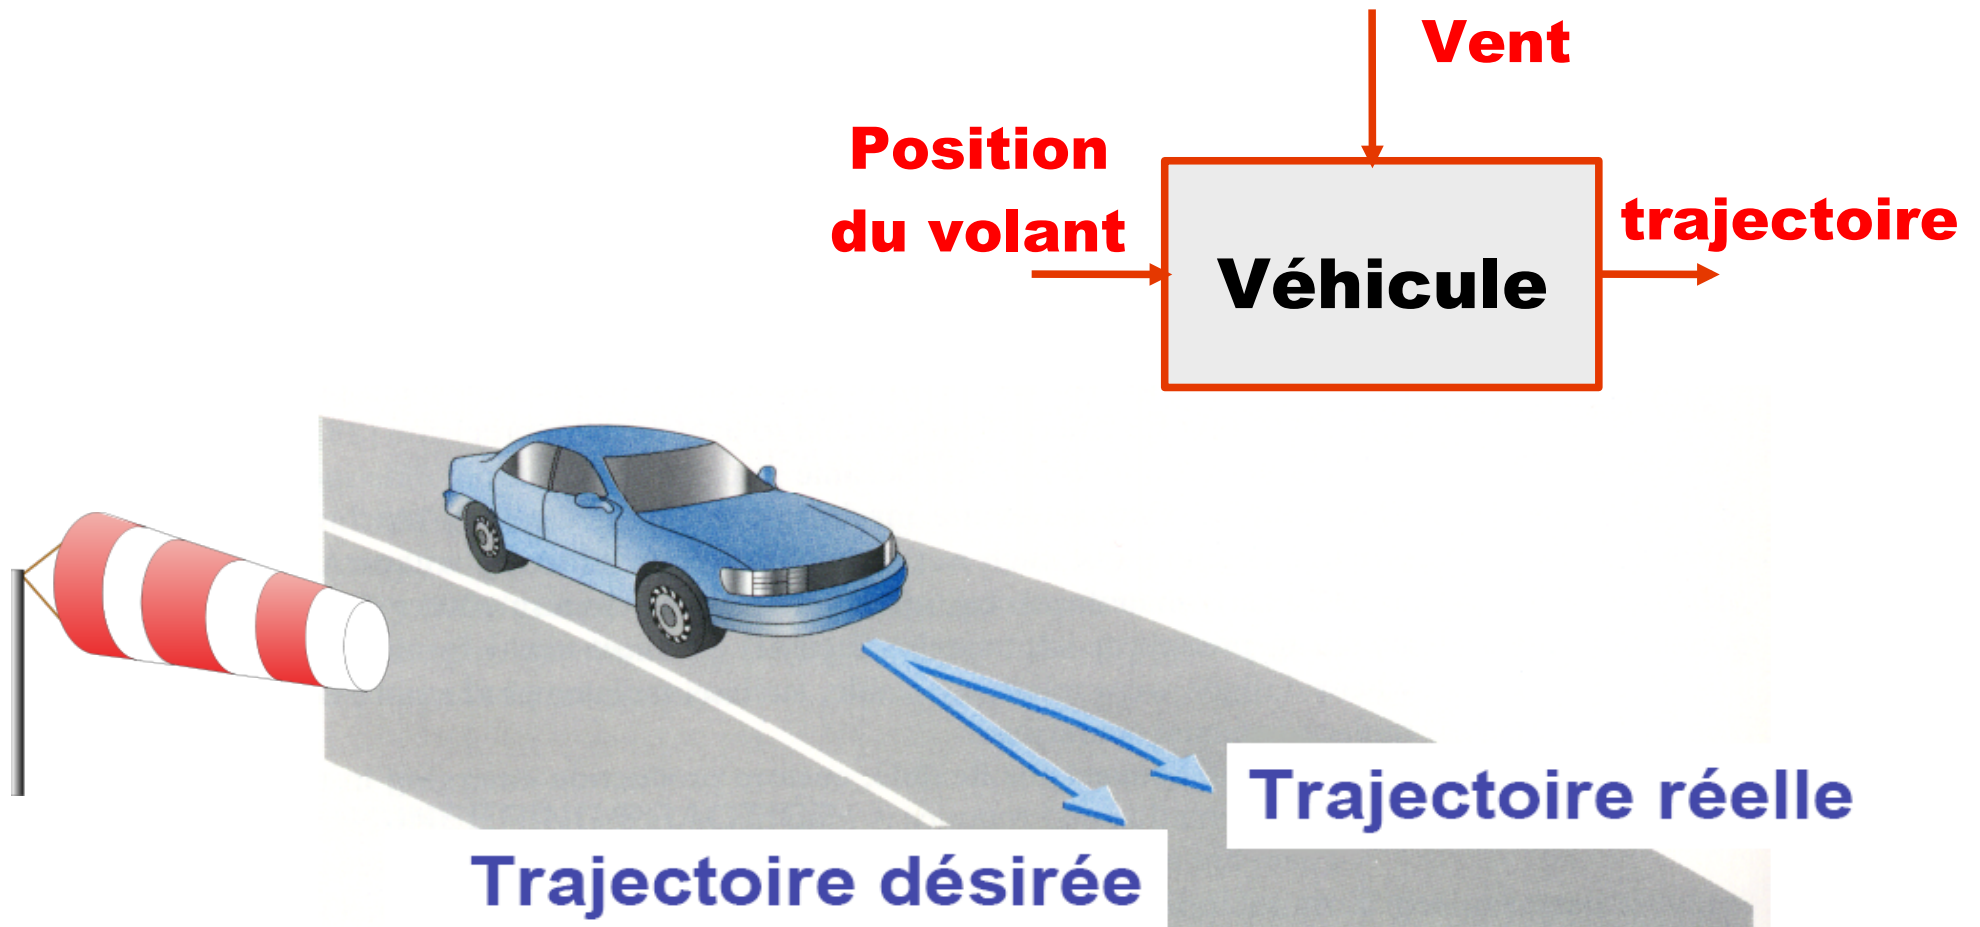 Vent
Position
du volant
trajectoire
Véhicule
Trajectoire réelle
Trajectoire désirée